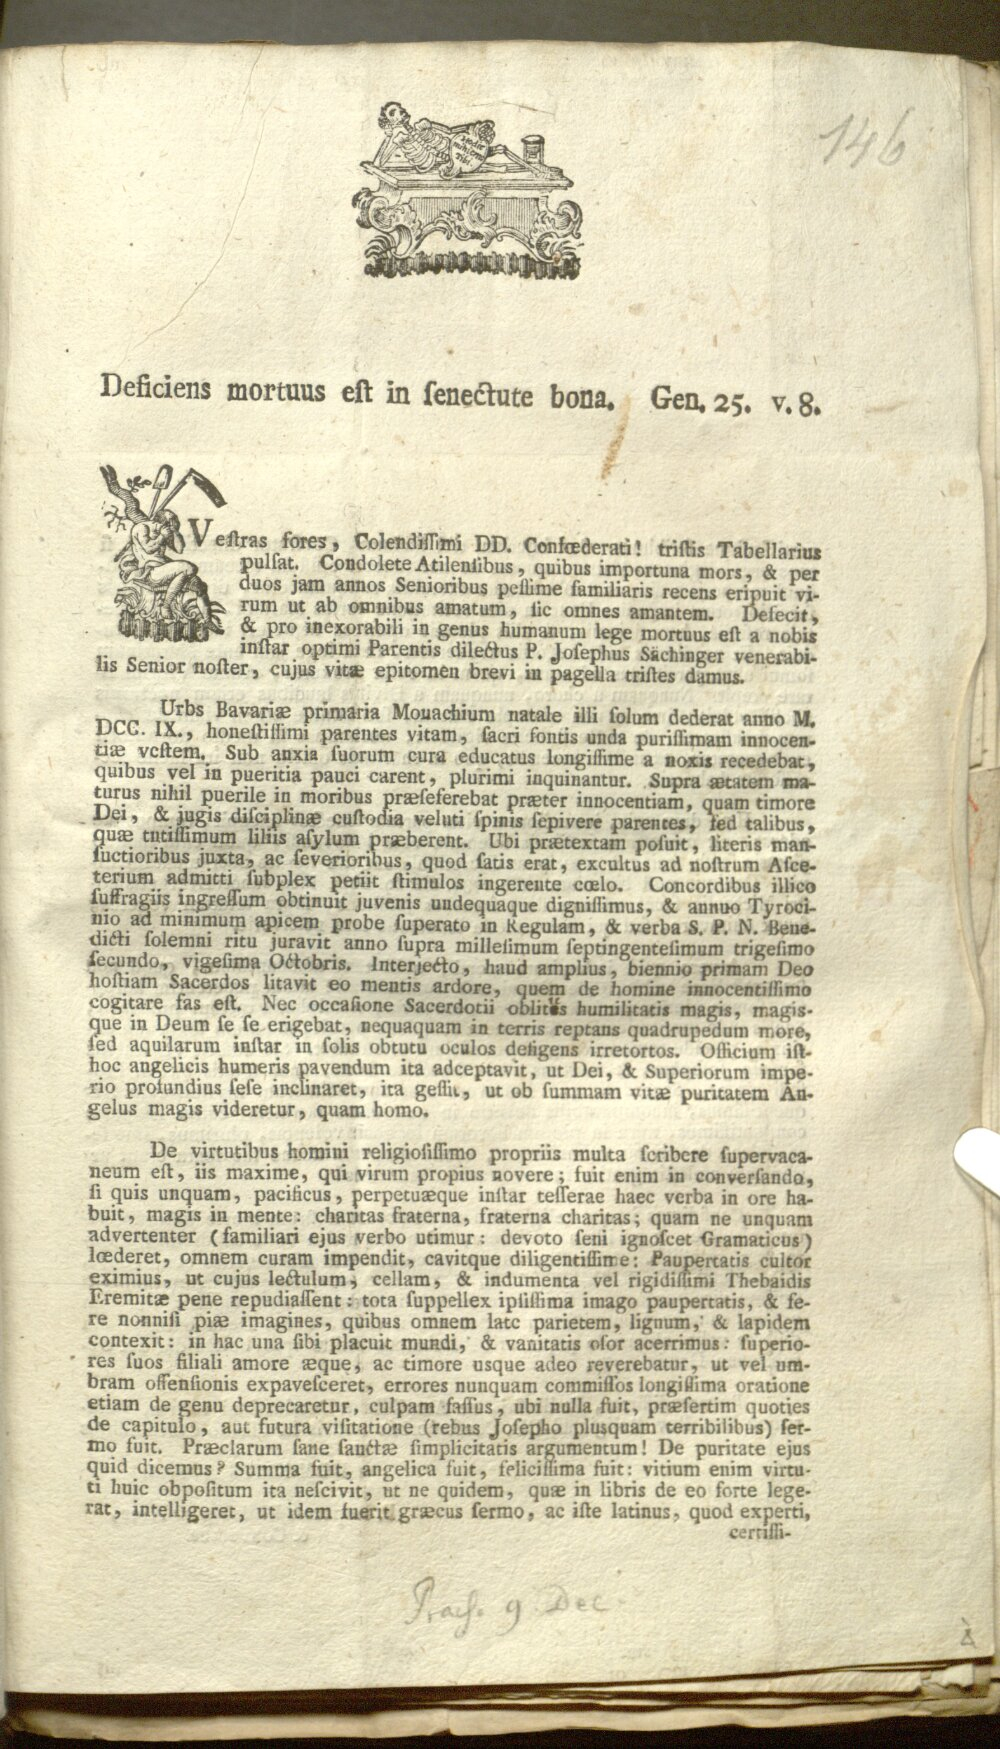 146
Hodie
mihi cras
Tibi
Deficiens mortuus est in ſenectute bona. Gen. 25. v. 8.
Veſtras fores, Colendiſſimi DD. Confœderati! triſtis Tabellarius
pulſat. Condolete Atilenſibus, quibus importuna mors, & per
duos jam annos Senioribus peſſime familiaris recens eripuit vi-
rum ut ab omnibus amatum, ſic omnes amantem. Defecit,
& pro inexorabili in genus humanum lege mortuus eſt a nobis
inſtar optimi Parentis dilectus P. Joſephus Sächinger venerabi-
lis Senior noſter, cujus vitæ epitomen brevi in pagella triſtes damus.
Urbs Bavariæ primaria Monachium natale illi ſolum dederat anno M.
DCC. IX., honeſtiſſimi parentes vitam, ſacri fontis unda puriſſimam innocen-
tiæ veſtem. Sub anxia ſuorum cura educatus longiſſime a noxis recedebat,
quibus vel in pueritia pauci carent, plurimi inquinantur. Supra ætatem ma-
turus nihil puerile in moribus præſeferebat præter innocentiam, quam timore
Dei, & jugis diſciplinæ cuſtodia veluti ſpinis ſepivere parentes, ſed talibus,
quæ tutiſſimum liliis aſylum præberent. Ubi prætextam poſuit, literis man-
ſuctioribus juxta, ac ſeverioribus, quod ſatis erat, excultus ad noſtrum Aſce-
terium admitti ſubplex petiit ſtimulos ingerente cœlo. Concordibus illico
ſuffragiis ingreſſum obtinuit juvenis undequaque digniſſimus, & annuo Tyroci-
nio ad minimum apicem probe ſuperato in Regulam, & verba S. P. N. Bene-
dicti ſolemni ritu juravit anno ſupra milleſimum ſeptingenteſimum trigeſimo
ſecundo, vigeſima Octobris. Interjecto, haud amplius, biennio primam Deo
hoſtiam Sacerdos litavit eo mentis ardore, quem de homine innocentiſſimo
cogitare fas eſt. Nec occaſione Sacerdotii oblitus humilitatis magis, magis-
que in Deum ſe ſe erigebat, nequaquam in terris reptans quadrupedum more,
ſed aquilarum inſtar in ſolis obtutu oculos defigens irretortos. Officium iſt-
hoc angelicis humeris pavendum ita adceptavit, ut Dei, & Superiorum impe-
rio profundius ſeſe inclinaret, ita geſſit, ut ob ſummam vitæ puritatem An-
gelus magis videretur, quam homo.
De virtutibus homini religioſiſſimo propriis multa ſcribere ſupervaca-
neum eſt, iis maxime, qui virum propius novere; fuit enim in converſando,
ſi quis unquam, pacificus, perpetuæque inſtar teſſerae haec verba in ore ha-
buit, magis in mente: charitas fraterna, fraterna charitas; quam ne unquam
advertenter (familiari ejus verbo utimur: devoto ſeni ignoſcet Gramaticus)
lœderet, omnem curam impendit, cavitque diligentiſſime: Paupertatis cultor
eximius, ut cujus lectulum, cellam, & indumenta vel rigidiſſimi Thebaidis
Eremitæ pene repudiaſſent: tota ſuppellex ipſiſſima imago paupertatis, & fe-
re nonniſi piæ imagines, quibus omnem late parietem, lignum, & lapidem
contexit: in hac una ſibi placuit mundi, & vanitatis oſor acerrimus: ſuperio-
res ſuos filiali amore æque, ac timore usque adeo reverebatur, ut vel um-
bram offenſionis expaveſceret, errores nunquam commiſſos longiſſima oratione
etiam de genu deprecaretur, culpam faſſus, ubi nulla fuit, præſertim quoties
de capitulo, aut futura viſitatione (rebus Joſepho plusquam terribilibus) ſer-
mo fuit. Præclarum ſane ſanctæ ſimplicitatis argumentum! De puritate ejus
quid dicemus? Summa fuit, angelica fuit, feliciſſima fuit: vitium enim virtu-
ti huic obpoſitum ita neſcivit, ut ne quidem, quæ in libris de eo forte lege-
rat, intelligeret, ut idem fuerit græcus ſermo, ac iſte latinus, quod experti,
certiſſi-
Praeſ. 9 Dec